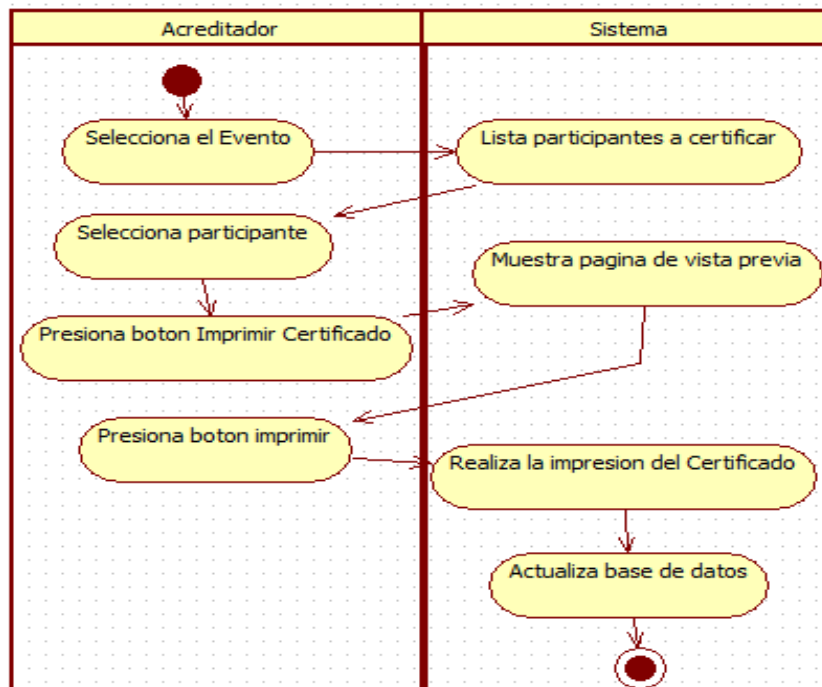 Acreditador
Sistema
Selecciona el Evento
Lista participantes a certificar
Selecciona participante
Muestra pagina de vista previa
Presiona boton Imprimir Certificado
Presiona boton imprimir
Realiza la impresion del Certificado
Actualiza base de datos